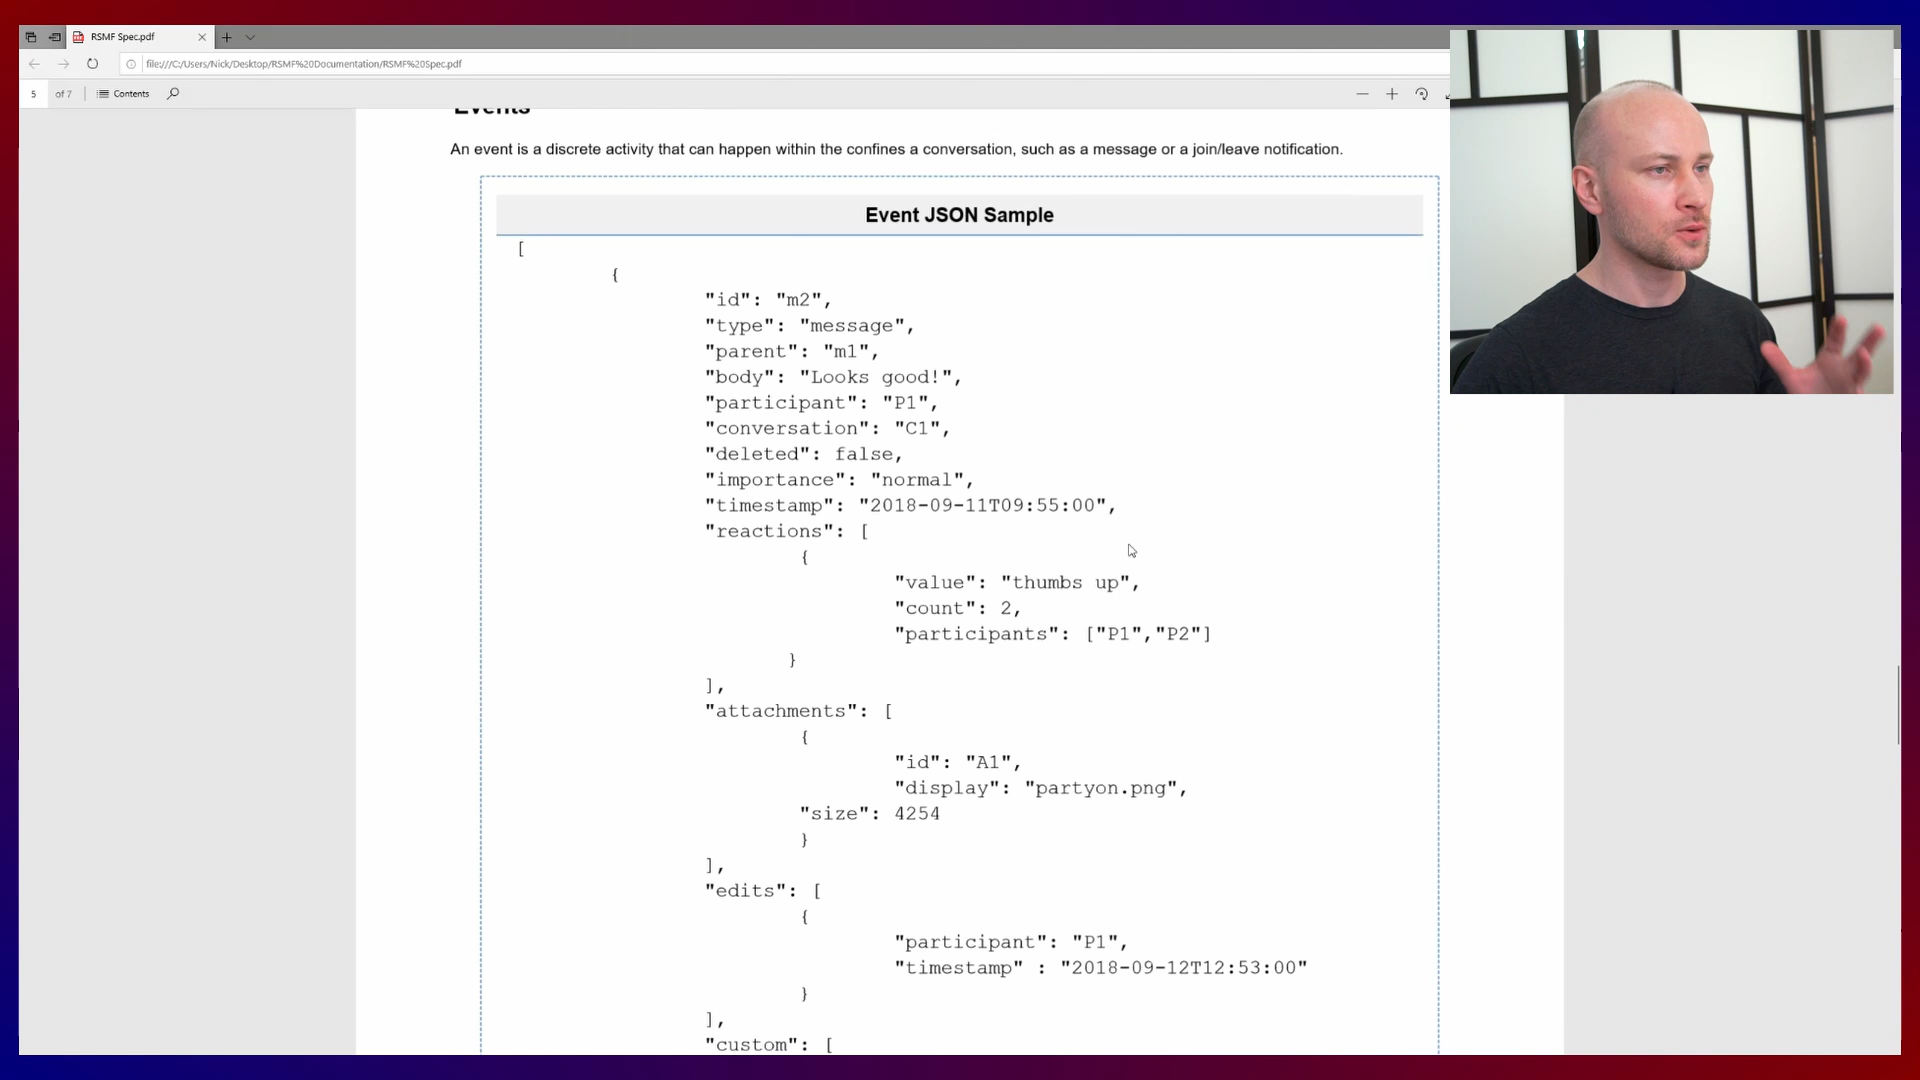 RSMF Spec.pdf
file:///C:/Users/Nick/Desktop/RSMF%20Documentation/RSMF%20Spec.pdf
5 of 7 Contents
Events
An event is a discrete activity that can happen within the confines a conversation, such as a message or a join/leave notification.
Event JSON Sample
[
{
"id": "m2",
"type": "message",
"parent": "m1",
"body": "Looks good!",
"participant": "P1",
"conversation": "C1",
"deleted": false,
"importance": "normal",
"timestamp": "2018-09-11T09:55:00",
"reactions": [
{
"value": "thumbs up",
"count": 2,
"participants": ["P1","P2"]
}
],
"attachments": [
{
"id": "A1",
"display": "partyon.png",
"size": 4254
}
],
"edits": [
{
"participant": "P1",
"timestamp" : "2018-09-12T12:53:00"
}
],
"custom": [